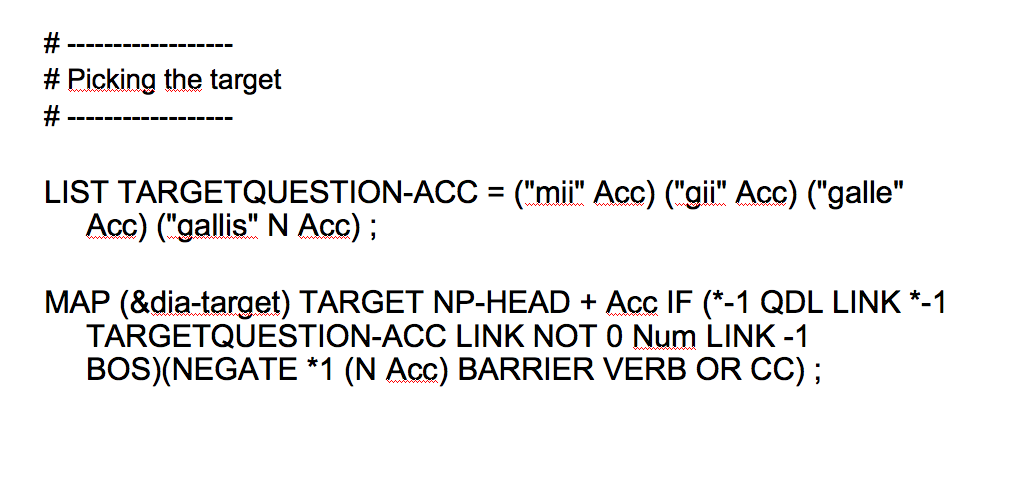 # ------------------
# Picking the target
# ------------------
LIST TARGETQUESTION-ACC = ("mii" Acc) ("gii" Acc) ("galle"
Acc) ("gallis" N Acc) ;
MAP (&dia-target) TARGET NP-HEAD + Acc IF (*-1 QDL LINK *-1
TARGETQUESTION-ACC LINK NOT 0 Num LINK -1
BOS)(NEGATE *1 (N Acc) BARRIER VERB OR CC) ;